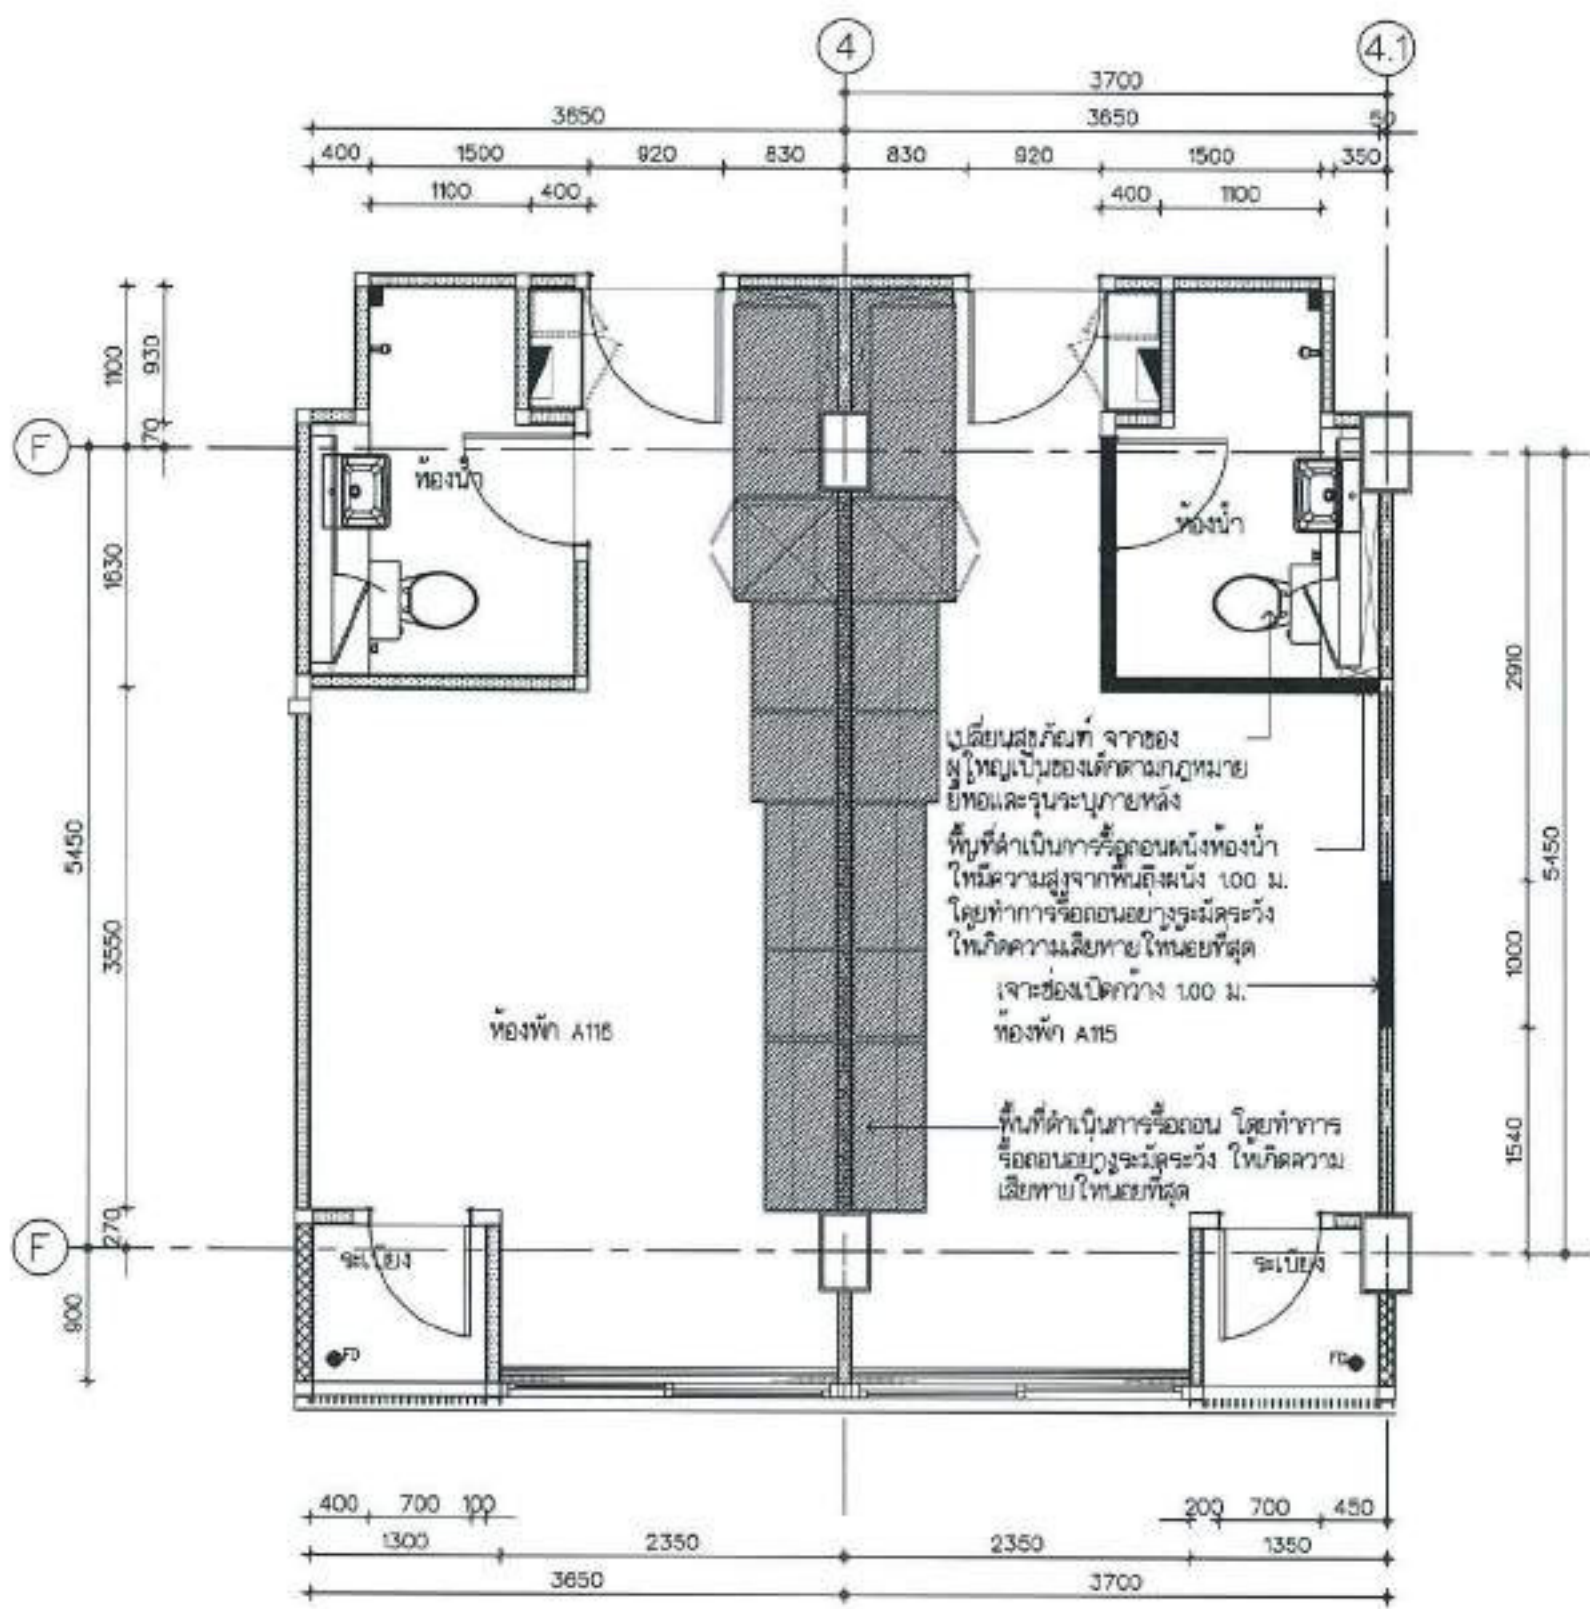 4
4.1
3700
3650
3650
50
400
1500
920
830
830
920
1500
350
1100
400
400
1100
1100
930
170
F
ห้องน้ำ
ห้องน้ำ
1630
2910
เปลี่ยนสุขภัณฑ์ จากของ
ผู้ใหญ่เป็นของเด็กตามกฎหมาย
ยี่ห้อและรุ่นระบุภายหลัง
พื้นที่ดำเนินการรื้อถอนผนังห้องน้ำ
ให้มีความสูงจากพื้นถึงผนัง 1.00 ม.
โดยทำการรื้อถอนอย่างระมัดระวัง
ให้เกิดความเสียหายให้น้อยที่สุด
5450
5450
3550
1000
เจาะช่องเปิดกว้าง 1.00 ม.
ห้องพัก A116
ห้องพัก A115
พื้นที่ดำเนินการรื้อถอน โดยทำการ
รื้อถอนอย่างระมัดระวัง ให้เกิดความ
เสียหายให้น้อยที่สุด
1540
270
F
ระเบียง
ระเบียง
900
FD
FD
400
700
100
200
700
450
1300
2350
2350
1350
3650
3700